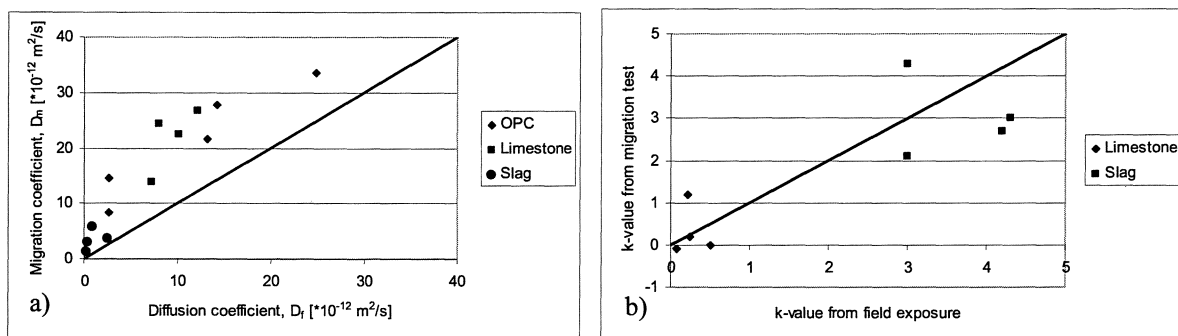 40
30
20
10
0
0 10 20 30 40
Migration coefficient, Dₘ [*10⁻¹² m²/s]
Diffusion coefficient, D_f [*10⁻¹² m²/s]
OPC
Limestone
Slag
a)
5
4
3
2
1
0
-1
0 1 2 3 4 5
k-value from migration test
k-value from field exposure
Limestone
Slag
b)